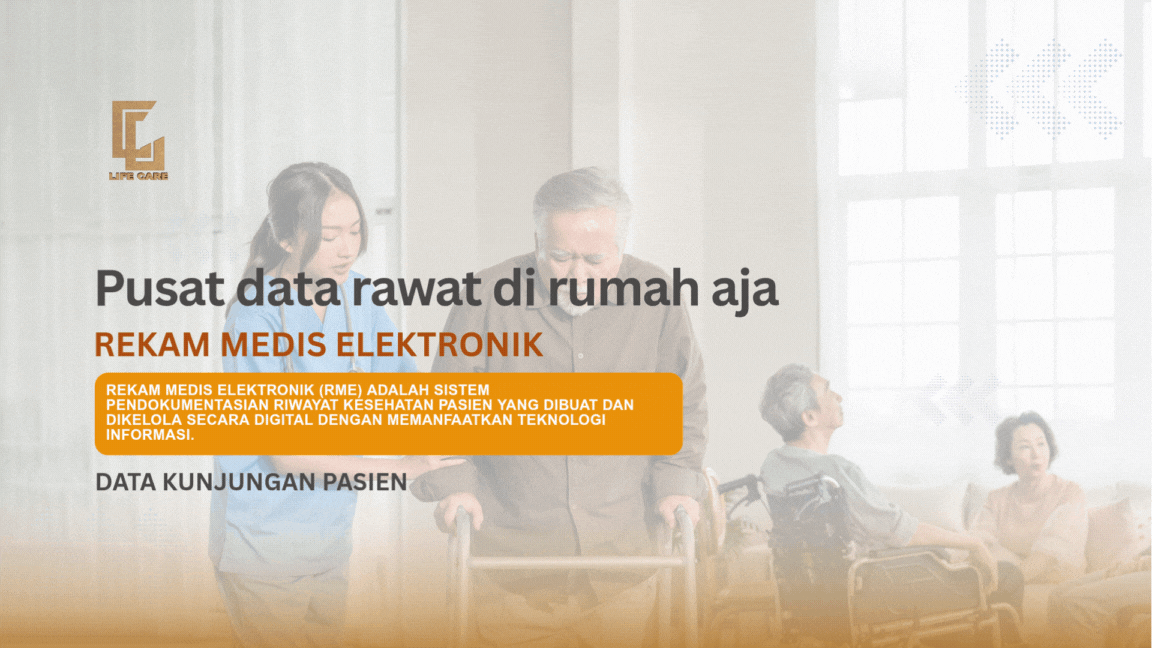 LIFE CARE
Pusat data rawat di rumah aja
REKAM MEDIS ELEKTRONIK
REKAM MEDIS ELEKTRONIK (RME) ADALAH SISTEM
PENDOKUMENTASIAN RIWAYAT KESEHATAN PASIEN YANG DIBUAT DAN
DIKELOLA SECARA DIGITAL DENGAN MEMANFAATKAN TEKNOLOGI
INFORMASI.
DATA KUNJUNGAN PASIEN